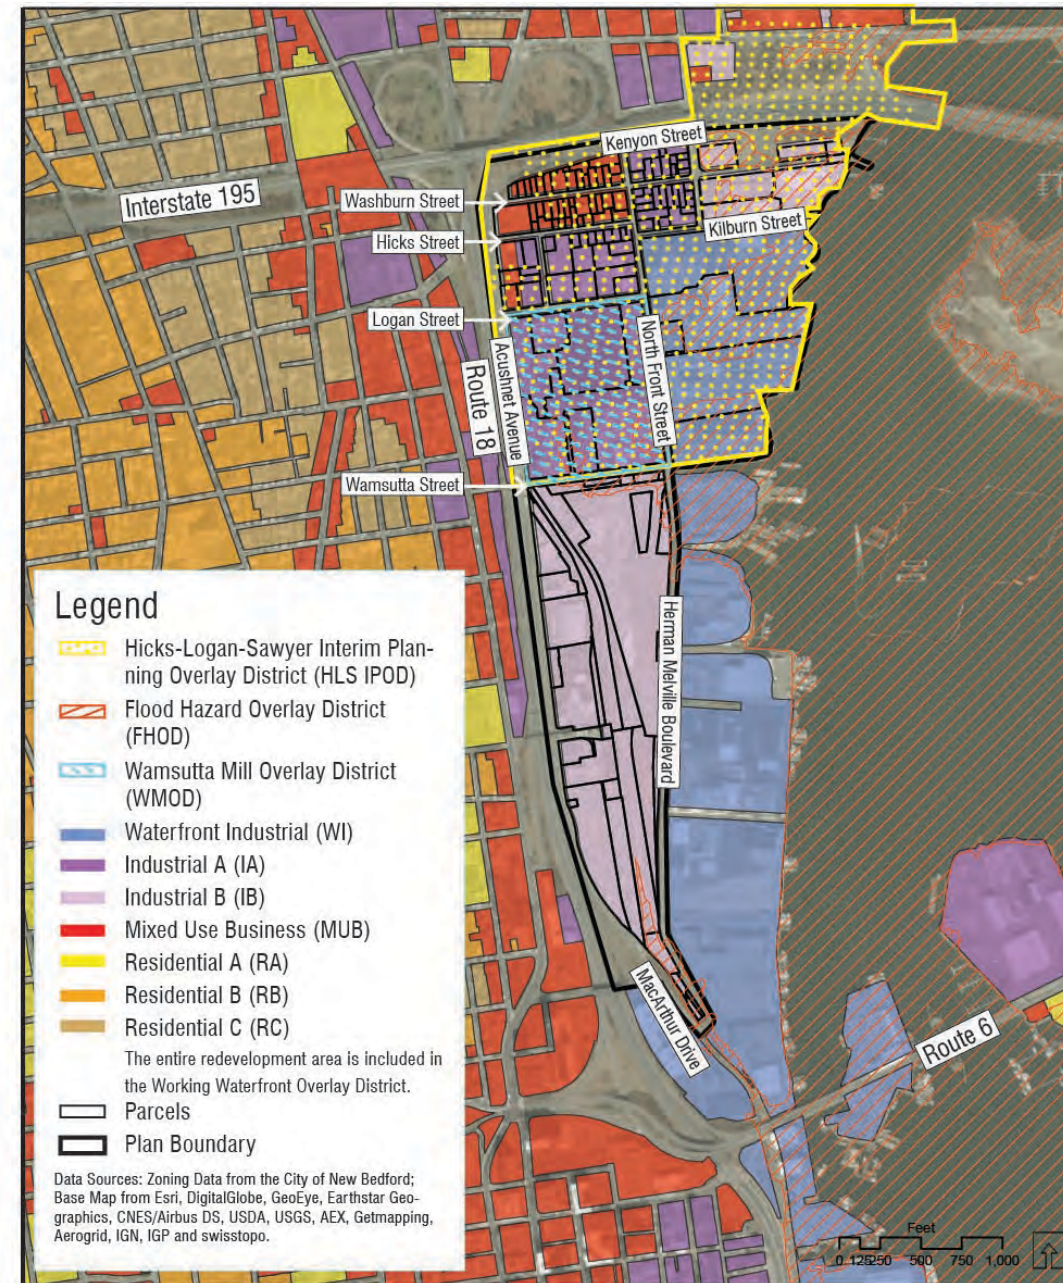 Kenyon Street
Interstate 195
Washburn Street
Kilburn Street
Hicks Street
Logan Street
North Front Street
Acushnet Avenue
Route 18
Wamsutta Street
Herman Melville Boulevard
MacArthur Drive
Route 6
Legend
Hicks-Logan-Sawyer Interim Plan-
ning Overlay District (HLS IPOD)
Flood Hazard Overlay District
(FHOD)
Wamsutta Mill Overlay District
(WMOD)
Waterfront Industrial (WI)
Industrial A (IA)
Industrial B (IB)
Mixed Use Business (MUB)
Residential A (RA)
Residential B (RB)
Residential C (RC)
The entire redevelopment area is included in
the Working Waterfront Overlay District.
Parcels
Plan Boundary
Data Sources: Zoning Data from the City of New Bedford;
Base Map from Esri, DigitalGlobe, GeoEye, Earthstar Geo-
graphics, CNES/Airbus DS, USDA, USGS, AEX, Getmapping,
Aerogrid, IGN, IGP and swisstopo.
Feet
0 125250 500 750 1,000